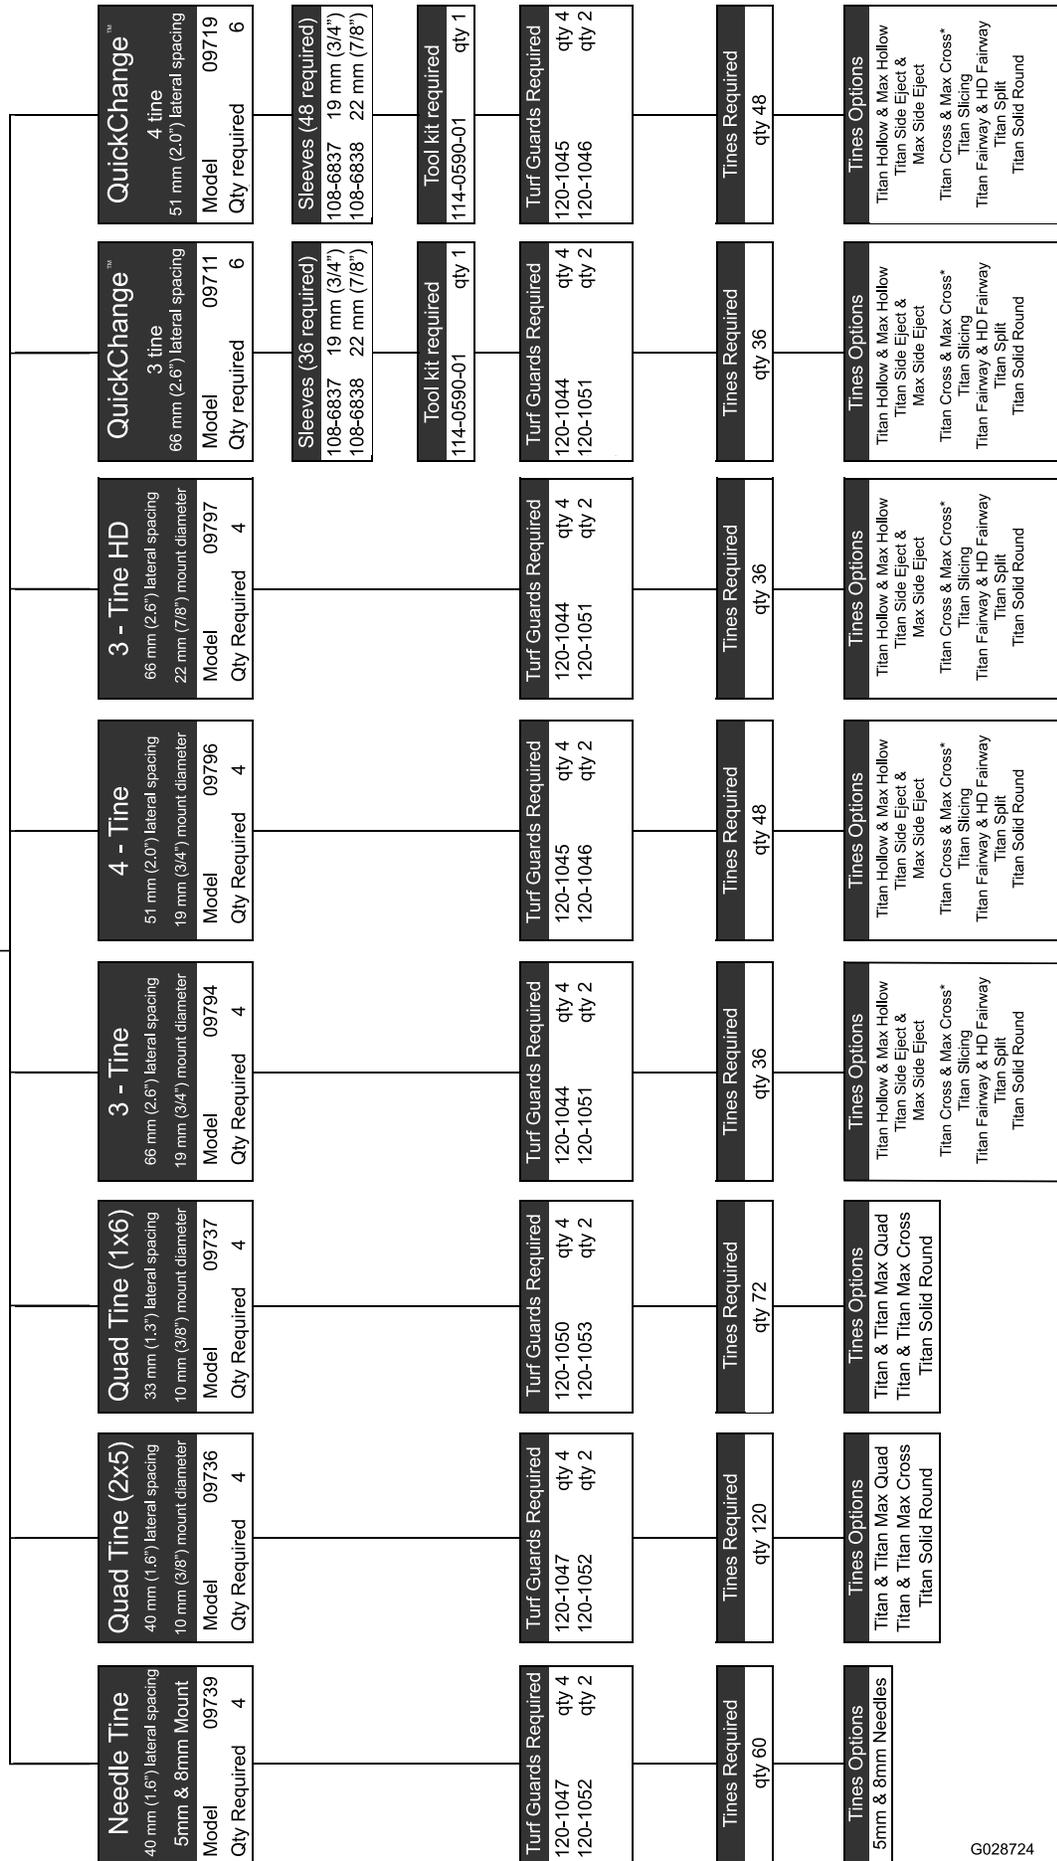 Needle Tine
40 mm (1.6") lateral spacing
5mm & 8mm Mount
Model 09739
Qty Required 4
Turf Guards Required
120-1047 qty 4
120-1052 qty 2
Tines Required
qty 60
Tines Options
5mm & 8mm Needles
Quad Tine (2x5)
40 mm (1.6") lateral spacing
10 mm (3/8") mount diameter
Model 09736
Qty Required 4
Turf Guards Required
120-1047 qty 4
120-1052 qty 2
Tines Required
qty 120
Tines Options
Titan & Titan Max Quad
Titan & Titan Max Cross
Titan Solid Round
Quad Tine (1x6)
33 mm (1.3") lateral spacing
10 mm (3/8") mount diameter
Model 09737
Qty Required 4
Turf Guards Required
120-1050 qty 4
120-1053 qty 2
Tines Required
qty 72
Tines Options
Titan & Titan Max Quad
Titan & Titan Max Cross
Titan Solid Round
3 - Tine
66 mm (2.6") lateral spacing
19 mm (3/4") mount diameter
Model 09794
Qty Required 4
Turf Guards Required
120-1044 qty 4
120-1051 qty 2
Tines Required
qty 36
Tines Options
Titan Hollow & Max Hollow
Titan Side Eject &
Max Side Eject
Titan Cross & Max Cross*
Titan Slicing
Titan Fairway & HD Fairway
Titan Split
Titan Solid Round
4 - Tine
51 mm (2.0") lateral spacing
19 mm (3/4") mount diameter
Model 09796
Qty Required 4
Turf Guards Required
120-1045 qty 4
120-1046 qty 2
Tines Required
qty 48
Tines Options
Titan Hollow & Max Hollow
Titan Side Eject &
Max Side Eject
Titan Cross & Max Cross*
Titan Slicing
Titan Fairway & HD Fairway
Titan Split
Titan Solid Round
3 - Tine HD
66 mm (2.6") lateral spacing
22 mm (7/8") mount diameter
Model 09797
Qty Required 4
Turf Guards Required
120-1044 qty 4
120-1051 qty 2
Tines Required
qty 36
Tines Options
Titan Hollow & Max Hollow
Titan Side Eject &
Max Side Eject
Titan Cross & Max Cross*
Titan Slicing
Titan Fairway & HD Fairway
Titan Split
Titan Solid Round
QuickChange™
3 tine
66 mm (2.6") lateral spacing
Model 09711
Qty required 6
Sleeves (36 required)
108-6837 19 mm (3/4")
108-6838 22 mm (7/8")
Tool kit required
114-0590-01 qty 1
Turf Guards Required
120-1044 qty 4
120-1051 qty 2
Tines Required
qty 36
Tines Options
Titan Hollow & Max Hollow
Titan Side Eject &
Max Side Eject
Titan Cross & Max Cross*
Titan Slicing
Titan Fairway & HD Fairway
Titan Split
Titan Solid Round
QuickChange™
4 tine
51 mm (2.0") lateral spacing
Model 09719
Qty required 6
Sleeves (48 required)
108-6837 19 mm (3/4")
108-6838 22 mm (7/8")
Tool kit required
114-0590-01 qty 1
Turf Guards Required
120-1045 qty 4
120-1046 qty 2
Tines Required
qty 48
Tines Options
Titan Hollow & Max Hollow
Titan Side Eject &
Max Side Eject
Titan Cross & Max Cross*
Titan Slicing
Titan Fairway & HD Fairway
Titan Split
Titan Solid Round
G028724